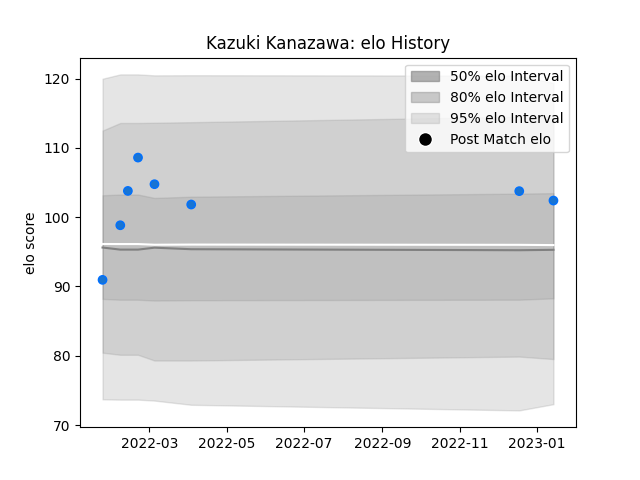 Kazuki Kanazawa: elo History
120
110
100
90
80
70
elo score
50% elo Interval
80% elo Interval
95% elo Interval
Post Match elo
2022-03
2022-05
2022-07
2022-09
2022-11
2023-01